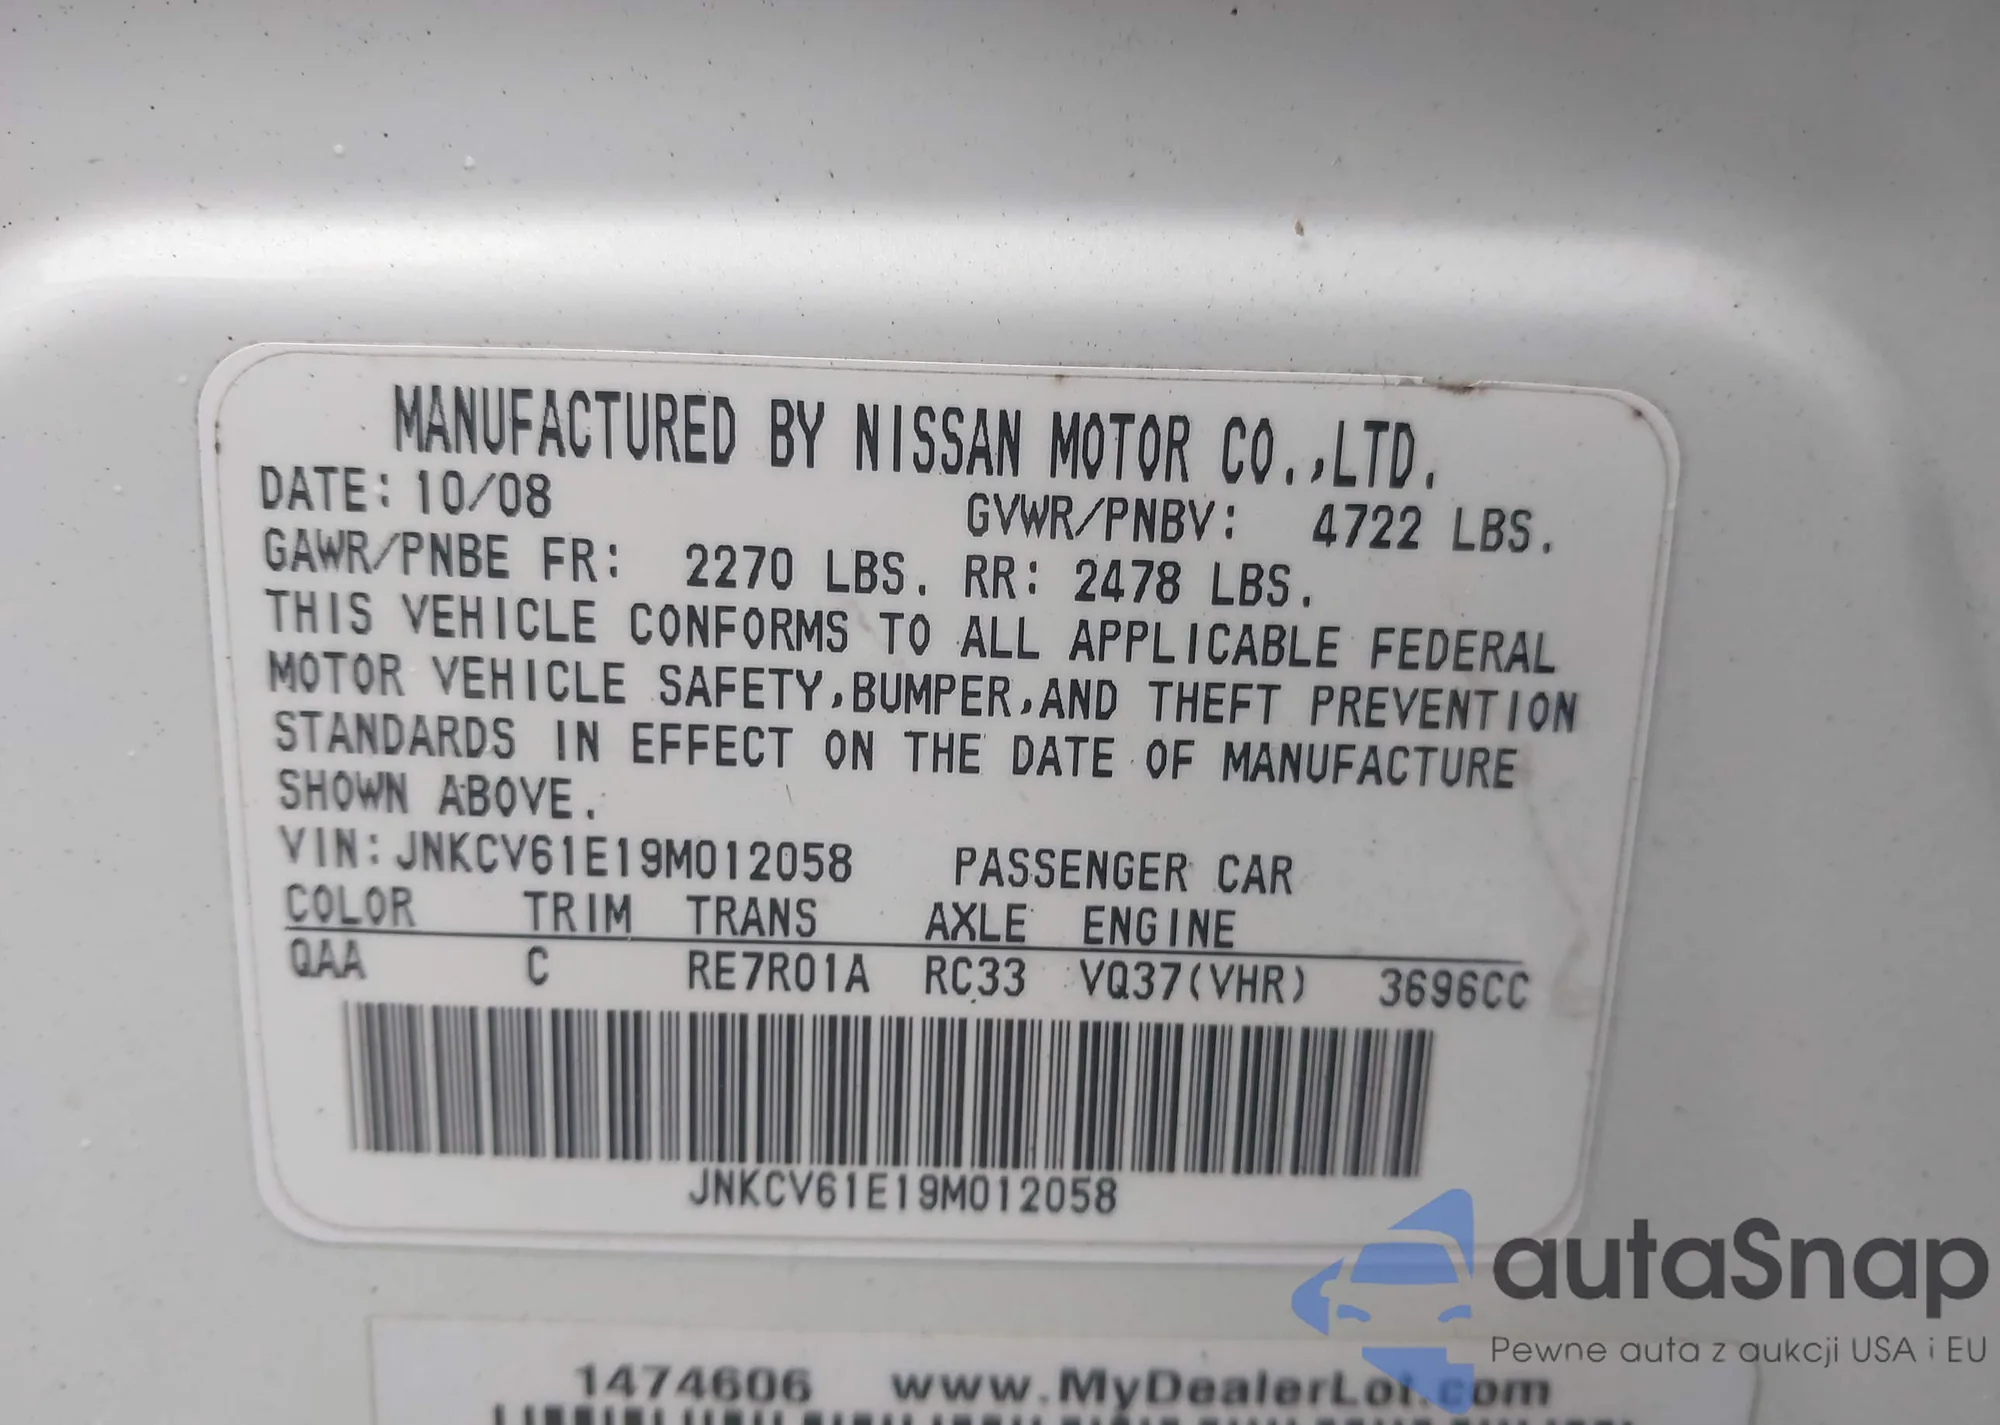 MANUFACTURED BY NISSAN MOTOR CO.,LTD.
DATE: 10/08 GVWR/PNBV: 4722 LBS.
GAWR/PNBE FR: 2270 LBS. RR: 2478 LBS.
THIS VEHICLE CONFORMS TO ALL APPLICABLE FEDERAL
MOTOR VEHICLE SAFETY,BUMPER,AND THEFT PREVENTION
STANDARDS IN EFFECT ON THE DATE OF MANUFACTURE
SHOWN ABOVE.
VIN:JNKCV61E19M012058 PASSENGER CAR
COLOR TRIM TRANS AXLE ENGINE
QAA C RE7R01A RC33 VQ37(VHR) 3696CC
JNKCV61E19M012058
autaSnap
Pewne auta z aukcji USA i EU
1474606 www.MyDealerLot.com